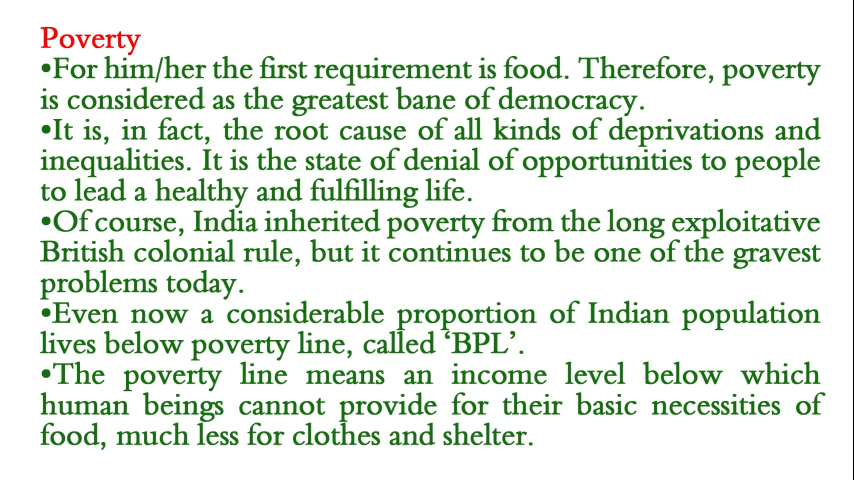 Poverty
•For him/her the first requirement is food. Therefore, poverty
is considered as the greatest bane of democracy.
•It is, in fact, the root cause of all kinds of deprivations and
inequalities. It is the state of denial of opportunities to people
to lead a healthy and fulfilling life.
•Of course, India inherited poverty from the long exploitative
British colonial rule, but it continues to be one of the gravest
problems today.
•Even now a considerable proportion of Indian population
lives below poverty line, called ‘BPL’.
•The poverty line means an income level below which
human beings cannot provide for their basic necessities of
food, much less for clothes and shelter.